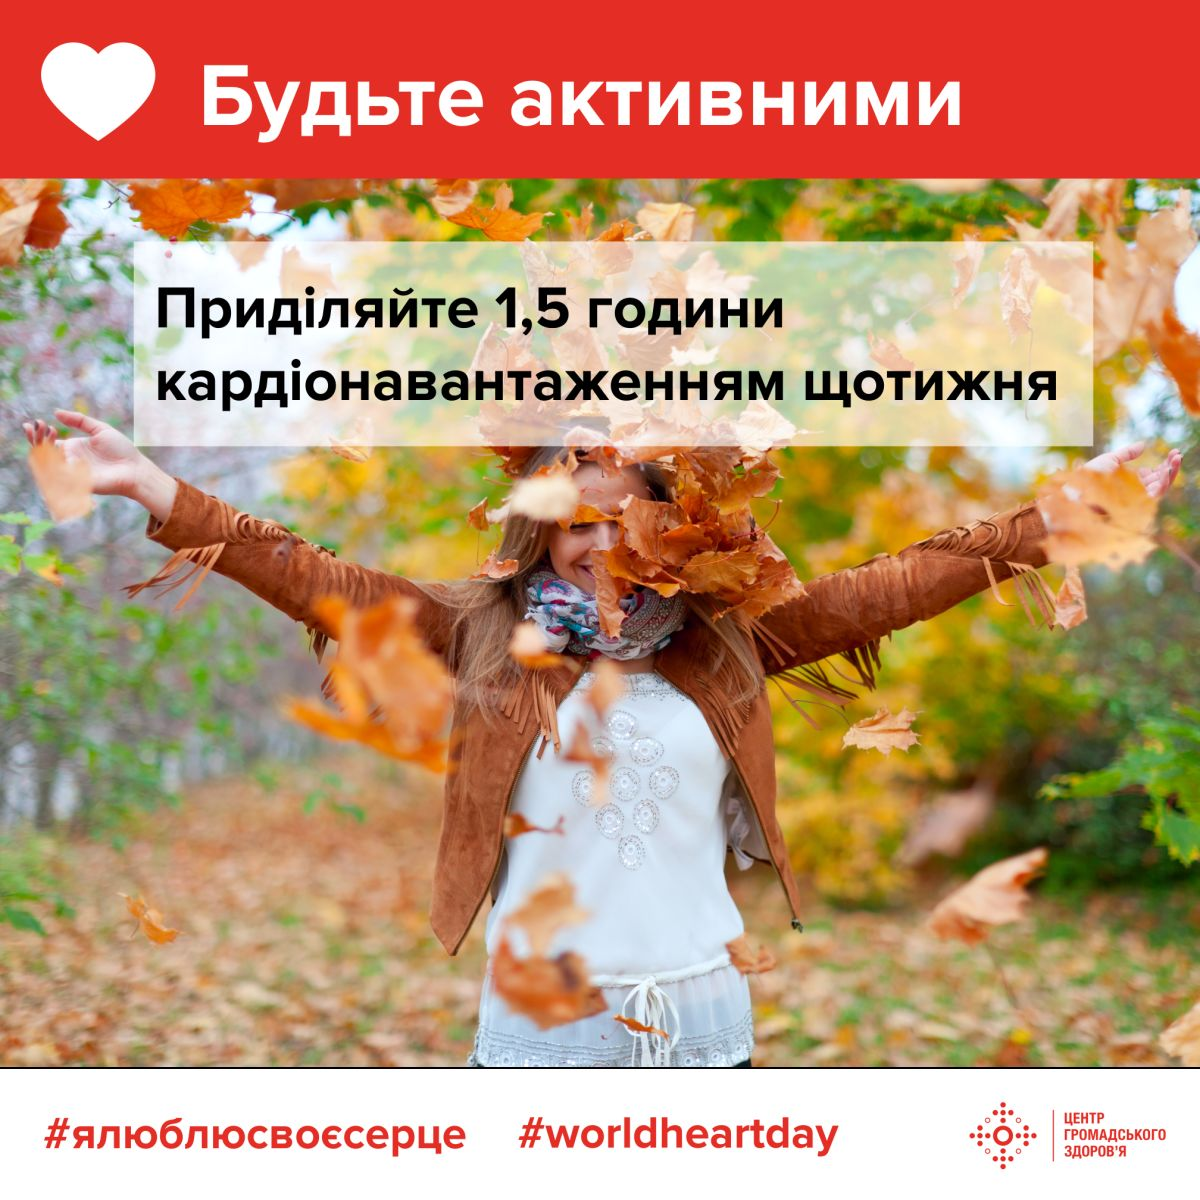 Будьте активними
Приділяйте 1,5 години
кардіонавантаженням щотижня
#ялюблюсвоєсерце #worldheartday
ЦЕНТР
ГРОМАДСЬКОГО
ЗДОРОВ'Я